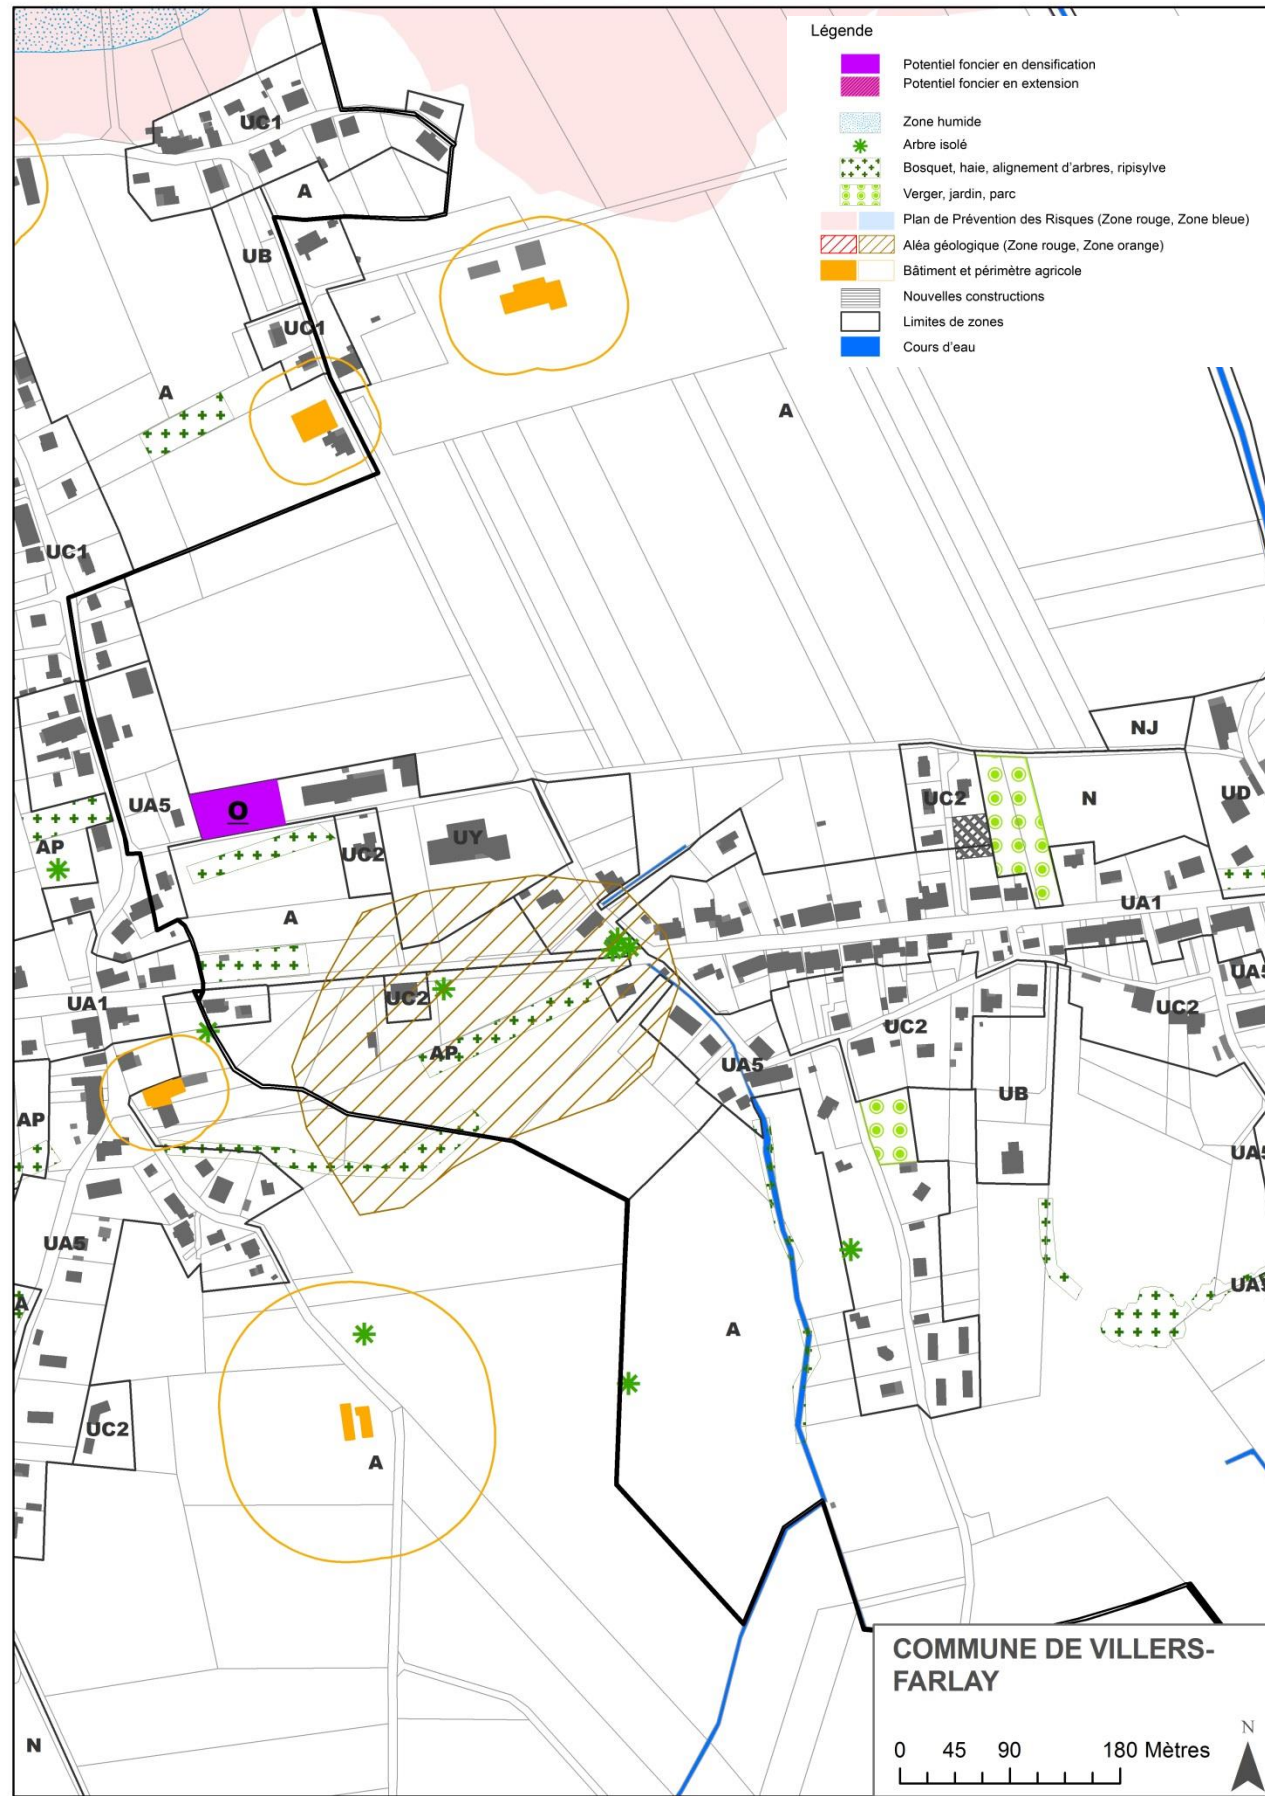 Légende
Potentiel foncier en densification
Potentiel foncier en extension
Zone humide
Arbre isolé
Bosquet, haie, alignement d'arbres, ripisylve
Verger, jardin, parc
Plan de Prévention des Risques (Zone rouge, Zone bleue)
Aléa géologique (Zone rouge, Zone orange)
Bâtiment et périmètre agricole
Nouvelles constructions
Limites de zones
Cours d'eau
UC1
A
UB
UC1
A
A
UC1
NJ
UA5
O
UC2
N
UD
AP
UC2
UY
UA1
A
UA5
UA1
UC2
UC2
UC2
AP
UA5
UB
AP
UA5
UA5
UA5
A
A
UC2
A
N
COMMUNE DE VILLERS-
FARLAY
N
0 45 90 180 Mètres